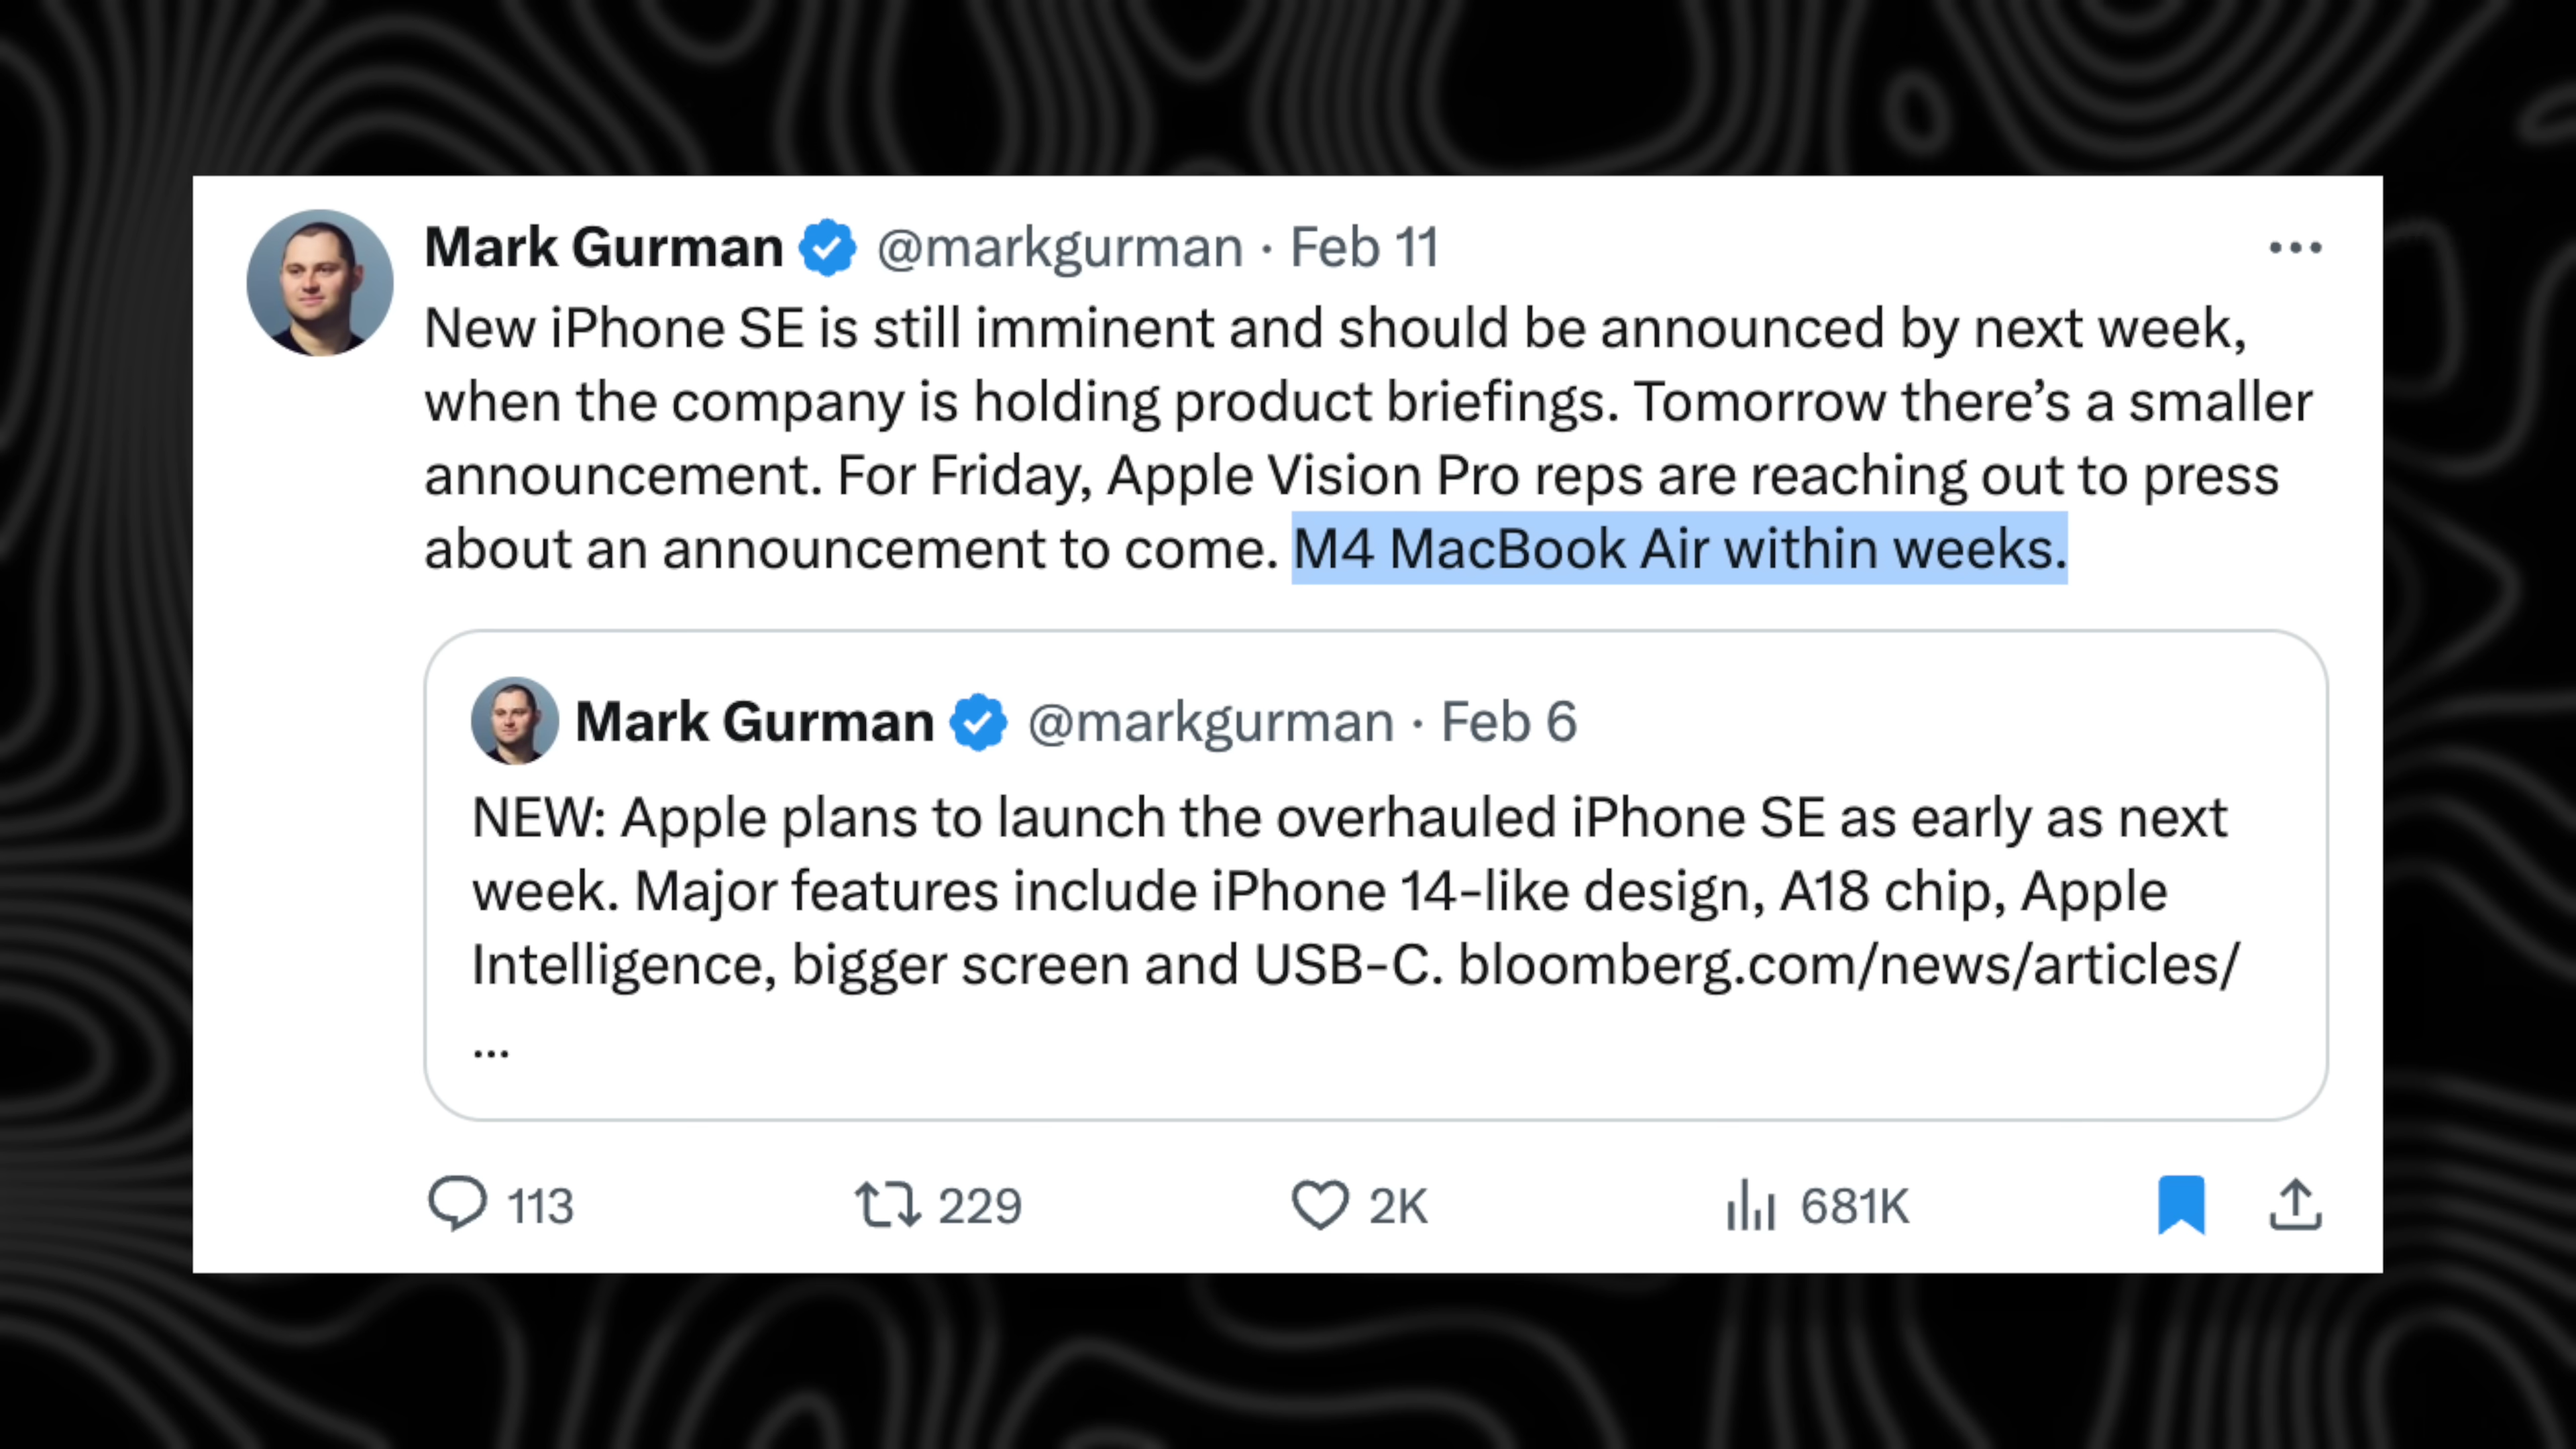 Mark Gurman @markgurman · Feb 11
New iPhone SE is still imminent and should be announced by next week,
when the company is holding product briefings. Tomorrow there’s a smaller
announcement. For Friday, Apple Vision Pro reps are reaching out to press
about an announcement to come. M4 MacBook Air within weeks.
Mark Gurman @markgurman · Feb 6
NEW: Apple plans to launch the overhauled iPhone SE as early as next
week. Major features include iPhone 14-like design, A18 chip, Apple
Intelligence, bigger screen and USB-C. bloomberg.com/news/articles/
...
113 229 2K 681K